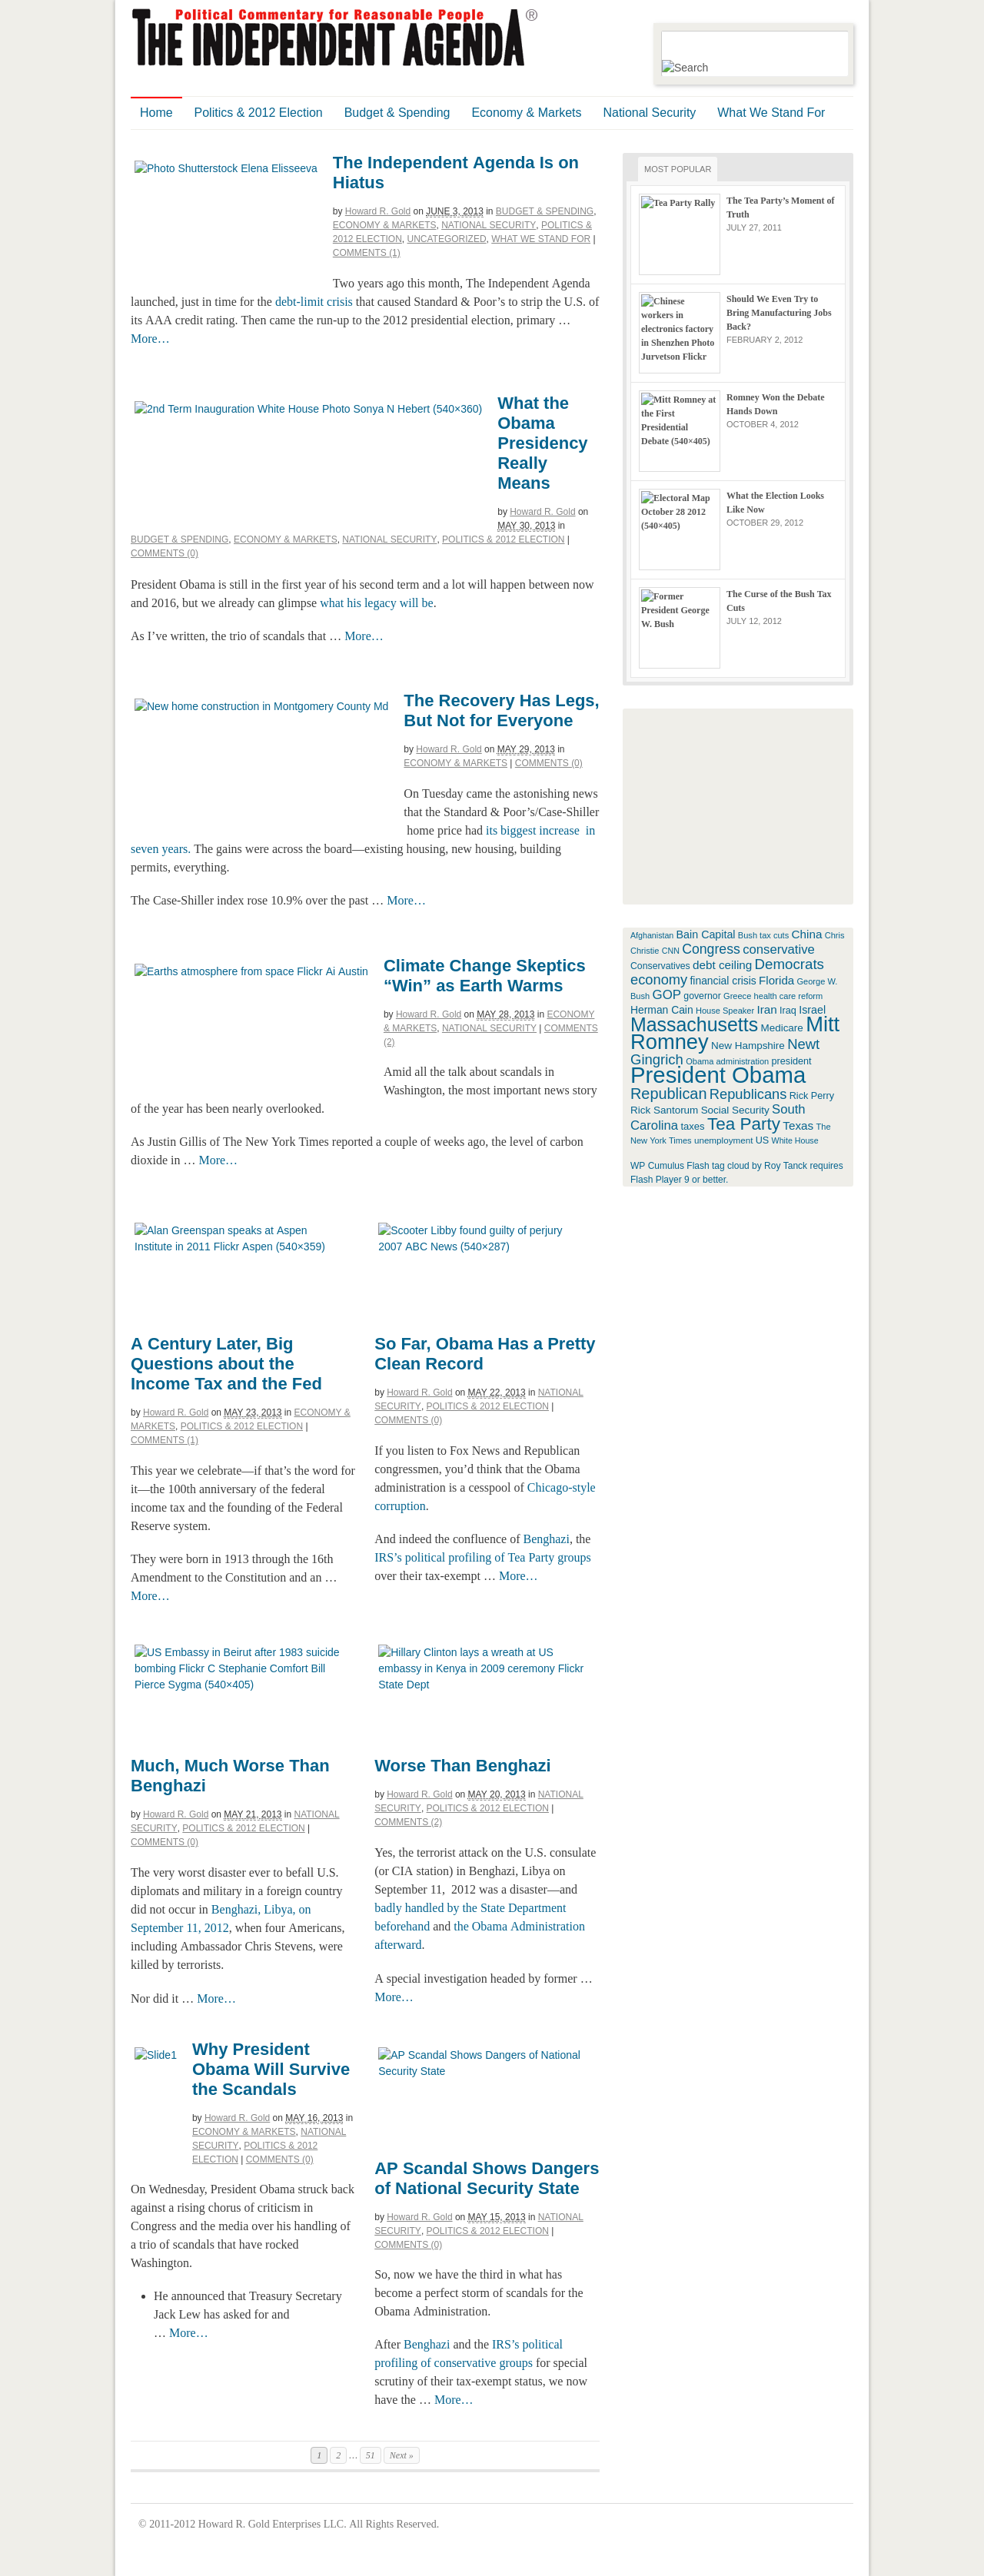 Political Commentary for Reasonable People
THE INDEPENDENT AGENDA®
Search
Home
Politics & 2012 Election
Budget & Spending
Economy & Markets
National Security
What We Stand For
Photo Shutterstock Elena Elisseeva
The Independent Agenda Is on
Hiatus
by Howard R. Gold on JUNE 3, 2013 in BUDGET & SPENDING,
ECONOMY & MARKETS, NATIONAL SECURITY, POLITICS &
2012 ELECTION, UNCATEGORIZED, WHAT WE STAND FOR |
COMMENTS (1)
Two years ago this month, The Independent Agenda
launched, just in time for the debt-limit crisis that caused Standard & Poor’s to strip the U.S. of
its AAA credit rating. Then came the run-up to the 2012 presidential election, primary …
More…
2nd Term Inauguration White House Photo Sonya N Hebert (540×360)
What the
Obama
Presidency
Really
Means
by Howard R. Gold on
MAY 30, 2013 in
BUDGET & SPENDING, ECONOMY & MARKETS, NATIONAL SECURITY, POLITICS & 2012 ELECTION |
COMMENTS (0)
President Obama is still in the first year of his second term and a lot will happen between now
and 2016, but we already can glimpse what his legacy will be.
As I’ve written, the trio of scandals that … More…
New home construction in Montgomery County Md
The Recovery Has Legs,
But Not for Everyone
by Howard R. Gold on MAY 29, 2013 in
ECONOMY & MARKETS | COMMENTS (0)
On Tuesday came the astonishing news
that the Standard & Poor’s/Case-Shiller
home price had its biggest increase  in
seven years. The gains were across the board—existing housing, new housing, building
permits, everything.
The Case-Shiller index rose 10.9% over the past … More…
Earths atmosphere from space Flickr Ai Austin
Climate Change Skeptics
“Win” as Earth Warms
by Howard R. Gold on MAY 28, 2013 in ECONOMY
& MARKETS, NATIONAL SECURITY | COMMENTS
(2)
Amid all the talk about scandals in
Washington, the most important news story
of the year has been nearly overlooked.
As Justin Gillis of The New York Times reported a couple of weeks ago, the level of carbon
dioxide in … More…
Alan Greenspan speaks at Aspen
Institute in 2011 Flickr Aspen (540×359)
A Century Later, Big
Questions about the
Income Tax and the Fed
by Howard R. Gold on MAY 23, 2013 in ECONOMY &
MARKETS, POLITICS & 2012 ELECTION |
COMMENTS (1)
This year we celebrate—if that’s the word for
it—the 100th anniversary of the federal
income tax and the founding of the Federal
Reserve system.
They were born in 1913 through the 16th
Amendment to the Constitution and an …
More…
Scooter Libby found guilty of perjury
2007 ABC News (540×287)
So Far, Obama Has a Pretty
Clean Record
by Howard R. Gold on MAY 22, 2013 in NATIONAL
SECURITY, POLITICS & 2012 ELECTION |
COMMENTS (0)
If you listen to Fox News and Republican
congressmen, you’d think that the Obama
administration is a cesspool of Chicago-style
corruption.
And indeed the confluence of Benghazi, the
IRS’s political profiling of Tea Party groups
over their tax-exempt … More…
US Embassy in Beirut after 1983 suicide
bombing Flickr C Stephanie Comfort Bill
Pierce Sygma (540×405)
Much, Much Worse Than
Benghazi
by Howard R. Gold on MAY 21, 2013 in NATIONAL
SECURITY, POLITICS & 2012 ELECTION |
COMMENTS (0)
The very worst disaster ever to befall U.S.
diplomats and military in a foreign country
did not occur in Benghazi, Libya, on
September 11, 2012, when four Americans,
including Ambassador Chris Stevens, were
killed by terrorists.
Nor did it … More…
Hillary Clinton lays a wreath at US
embassy in Kenya in 2009 ceremony Flickr
State Dept
Worse Than Benghazi
by Howard R. Gold on MAY 20, 2013 in NATIONAL
SECURITY, POLITICS & 2012 ELECTION |
COMMENTS (2)
Yes, the terrorist attack on the U.S. consulate
(or CIA station) in Benghazi, Libya on
September 11,  2012 was a disaster—and
badly handled by the State Department
beforehand and the Obama Administration
afterward.
A special investigation headed by former …
More…
Slide1
Why President
Obama Will Survive
the Scandals
by Howard R. Gold on MAY 16, 2013 in
ECONOMY & MARKETS, NATIONAL
SECURITY, POLITICS & 2012
ELECTION | COMMENTS (0)
On Wednesday, President Obama struck back
against a rising chorus of criticism in
Congress and the media over his handling of
a trio of scandals that have rocked
Washington.
• He announced that Treasury Secretary
Jack Lew has asked for and
… More…
AP Scandal Shows Dangers of National
Security State
AP Scandal Shows Dangers
of National Security State
by Howard R. Gold on MAY 15, 2013 in NATIONAL
SECURITY, POLITICS & 2012 ELECTION |
COMMENTS (0)
So, now we have the third in what has
become a perfect storm of scandals for the
Obama Administration.
After Benghazi and the IRS’s political
profiling of conservative groups for special
scrutiny of their tax-exempt status, we now
have the … More…
1 2 … 51 Next »
MOST POPULAR
Tea Party Rally
The Tea Party’s Moment of
Truth
JULY 27, 2011
Chinese
workers in
electronics factory
in Shenzhen Photo
Jurvetson Flickr
Should We Even Try to
Bring Manufacturing Jobs
Back?
FEBRUARY 2, 2012
Mitt Romney at
the First
Presidential
Debate (540×405)
Romney Won the Debate
Hands Down
OCTOBER 4, 2012
Electoral Map
October 28 2012
(540×405)
What the Election Looks
Like Now
OCTOBER 29, 2012
Former
President George
W. Bush
The Curse of the Bush Tax
Cuts
JULY 12, 2012
Afghanistan Bain Capital Bush tax cuts China Chris
Christie CNN Congress conservative
Conservatives debt ceiling Democrats
economy financial crisis Florida George W.
Bush GOP governor Greece health care reform
Herman Cain House Speaker Iran Iraq Israel
Massachusetts Medicare Mitt
Romney New Hampshire Newt
Gingrich Obama administration president
President Obama
Republican Republicans Rick Perry
Rick Santorum Social Security South
Carolina taxes Tea Party Texas The
New York Times unemployment US White House
WP Cumulus Flash tag cloud by Roy Tanck requires
Flash Player 9 or better.
© 2011-2012 Howard R. Gold Enterprises LLC. All Rights Reserved.